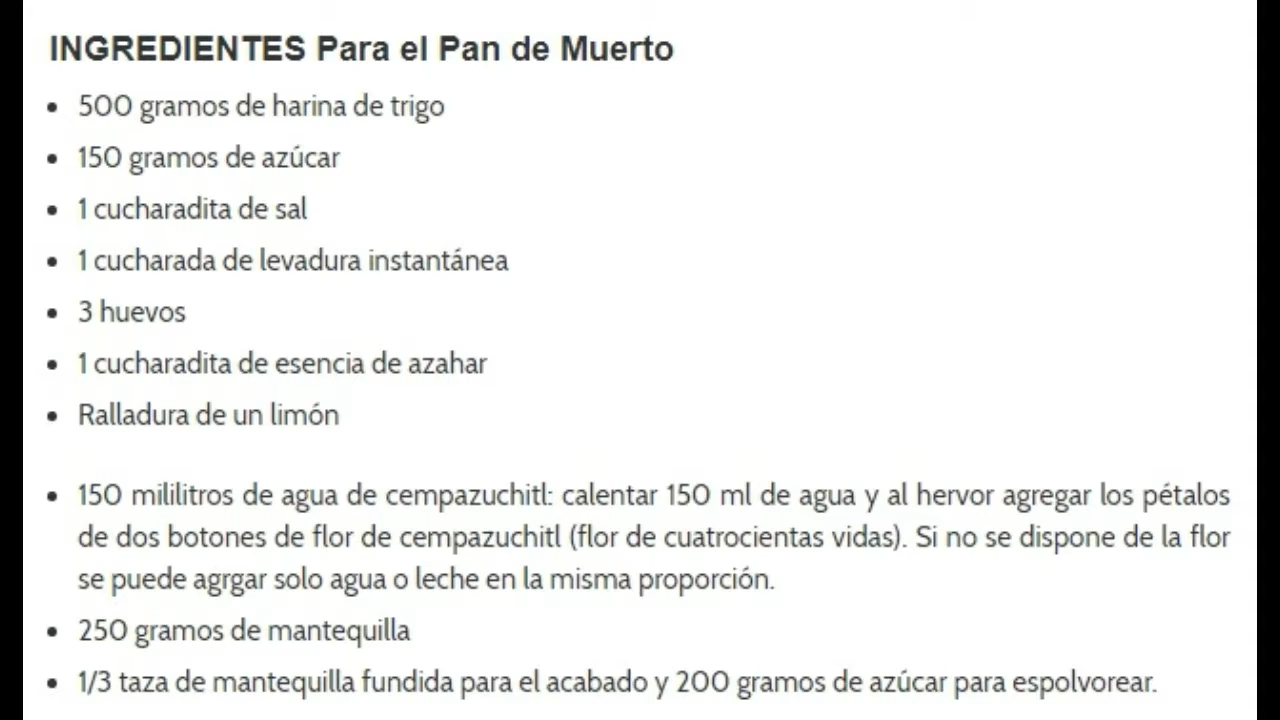 INGREDIENTES Para el Pan de Muerto
• 500 gramos de harina de trigo
• 150 gramos de azúcar
• 1 cucharadita de sal
• 1 cucharada de levadura instantánea
• 3 huevos
• 1 cucharadita de esencia de azahar
• Ralladura de un limón
• 150 mililitros de agua de cempazuchitl: calentar 150 ml de agua y al hervor agregar los pétalos
de dos botones de flor de cempazuchitl (flor de cuatrocientas vidas). Si no se dispone de la flor
se puede agrgar solo agua o leche en la misma proporción.
• 250 gramos de mantequilla
• 1/3 taza de mantequilla fundida para el acabado y 200 gramos de azúcar para espolvorear.